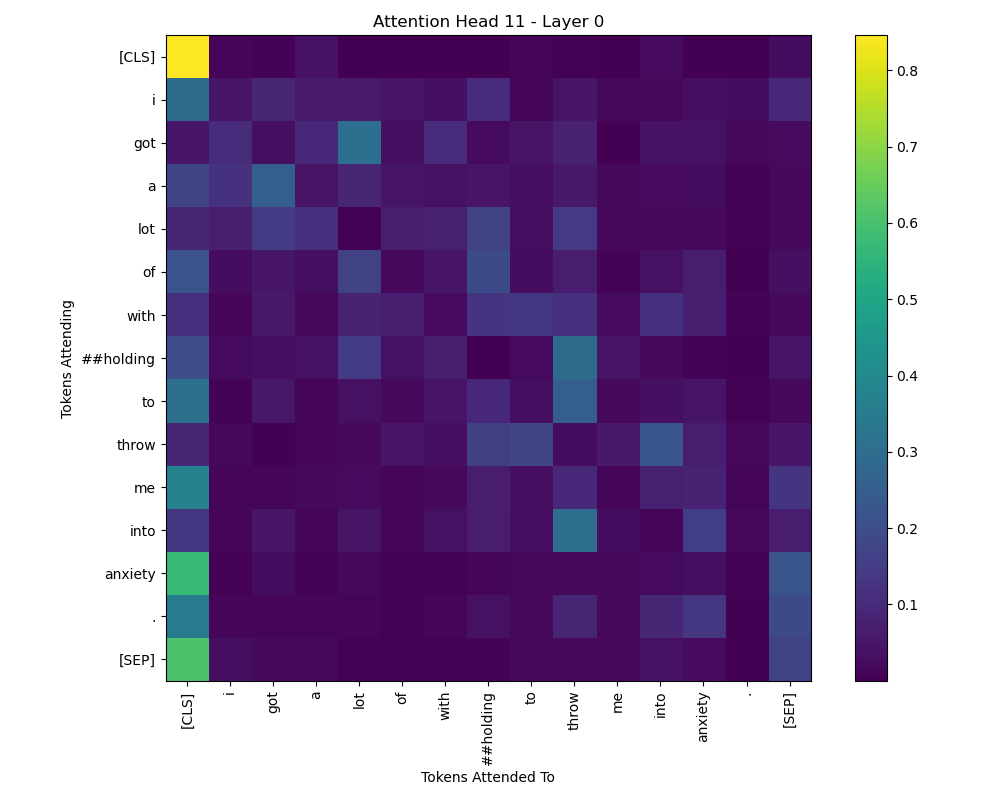 Attention Head 11 - Layer 0
Tokens Attending
[CLS]
i
got
a
lot
of
with
##holding
to
throw
me
into
anxiety
.
[SEP]
[CLS]
i
got
a
lot
of
with
##holding
to
throw
me
into
anxiety
.
[SEP]
Tokens Attended To
0.8
0.7
0.6
0.5
0.4
0.3
0.2
0.1